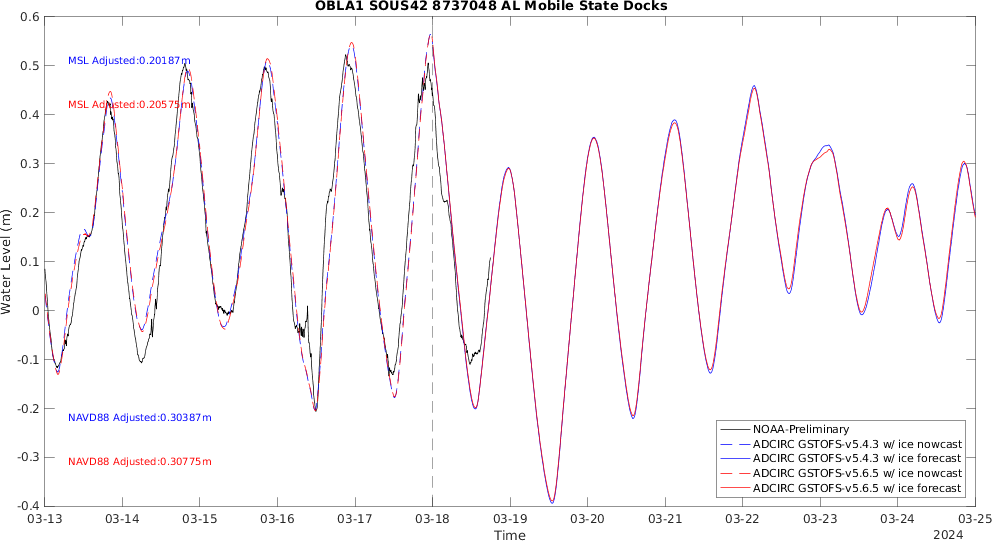 OBLA1 SOUS42 8737048 AL Mobile State Docks
0.6
0.5
0.4
0.3
0.2
0.1
0
-0.1
-0.2
-0.3
-0.4
Water Level (m)
MSL Adjusted:0.20187m
MSL Adjusted:0.20575m
NAVD88 Adjusted:0.30387m
NAVD88 Adjusted:0.30775m
NOAA-Preliminary
ADCIRC GSTOFS-v5.4.3 w/ ice nowcast
ADCIRC GSTOFS-v5.4.3 w/ ice forecast
ADCIRC GSTOFS-v5.6.5 w/ ice nowcast
ADCIRC GSTOFS-v5.6.5 w/ ice forecast
03-13 03-14 03-15 03-16 03-17 03-18 03-19 03-20 03-21 03-22 03-23 03-24 03-25
Time
2024